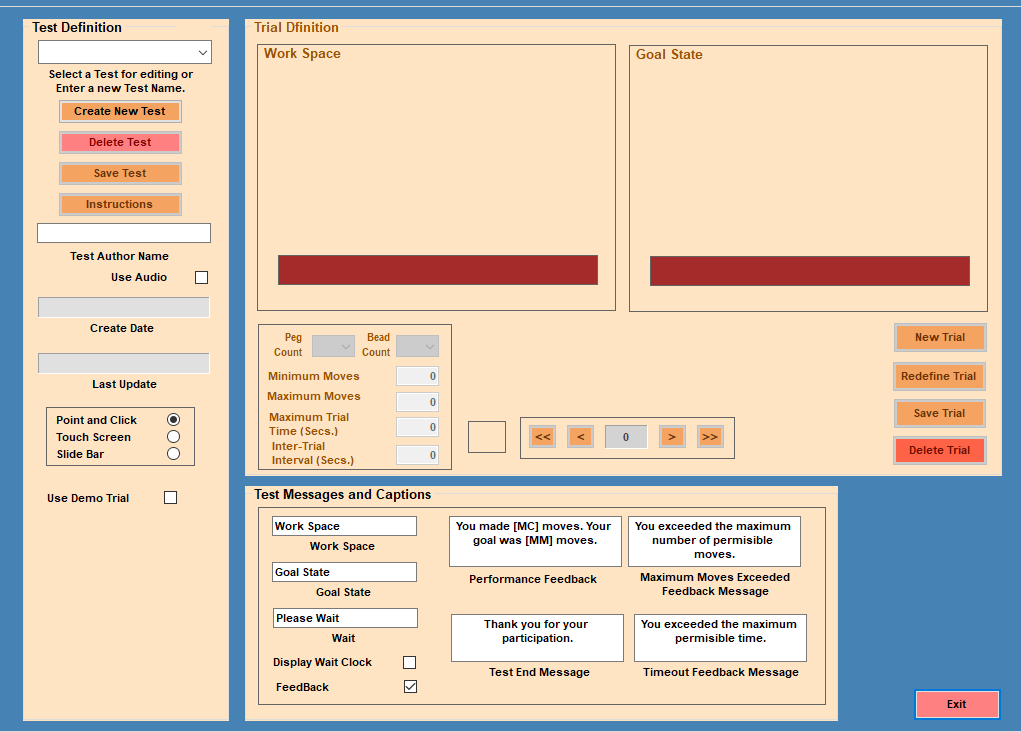 Test Definition
Select a Test for editing or
Enter a new Test Name.
Create New Test
Delete Test
Save Test
Instructions
Test Author Name
Use Audio
Create Date
Last Update
Point and Click
Touch Screen
Slide Bar
Use Demo Trial
Trial Dfinition
Work Space
Goal State
Peg
Count
Bead
Count
Minimum Moves
0
Maximum Moves
0
Maximum Trial
Time (Secs.)
0
Inter-Trial
Interval (Secs.)
0
<<
<
0
>
>>
New Trial
Redefine Trial
Save Trial
Delete Trial
Test Messages and Captions
Work Space
Work Space
Goal State
Goal State
Please Wait
Wait
Display Wait Clock
FeedBack
You made [MC] moves. Your
goal was [MM] moves.
Performance Feedback
You exceeded the maximum
number of permisible
moves.
Maximum Moves Exceeded
Feedback Message
Thank you for your
participation.
Test End Message
You exceeded the maximum
permisible time.
Timeout Feedback Message
Exit